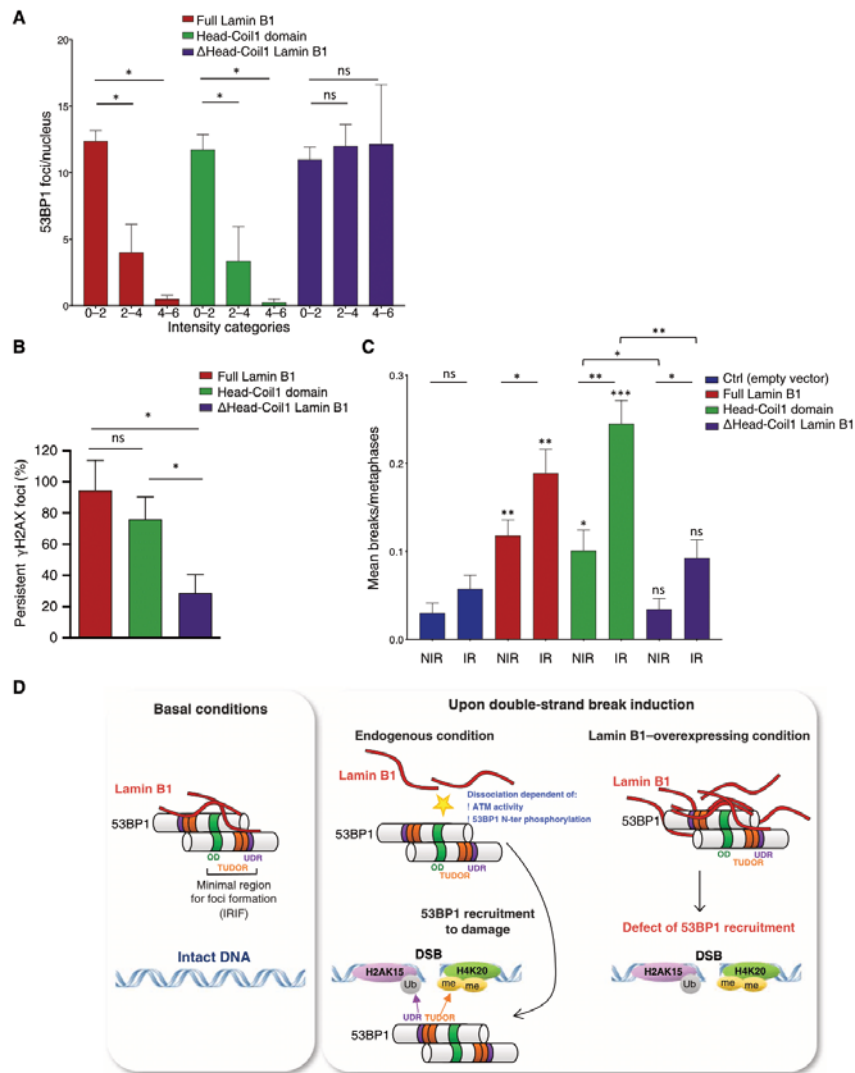 A
Full Lamin B1
Head-Coil1 domain
ΔHead-Coil1 Lamin B1
53BP1 foci/nucleus
20
15
10
5
0
* * * * ns ns
0–2 2–4 4–6 0–2 2–4 4–6 0–2 2–4 4–6
Intensity categories
B
Full Lamin B1
Head-Coil1 domain
ΔHead-Coil1 Lamin B1
Persistent γH2AX foci (%)
120
100
80
60
40
20
0
*
ns
*
C
Ctrl (empty vector)
Full Lamin B1
Head-Coil1 domain
ΔHead-Coil1 Lamin B1
Mean breaks/metaphases
0.3
0.2
0.1
0.0
**
*
ns * ** *
***
**
** * ns
ns
NIR IR NIR IR NIR IR NIR IR
D
Basal conditions
Lamin B1
53BP1
OD
UDR
TUDOR
Minimal region
for foci formation
(IRIF)
Intact DNA
Upon double-strand break induction
Endogenous condition
Lamin B1
Dissociation dependent of:
! ATM activity
! 53BP1 N-ter phosphorylation
53BP1
OD
UDR
TUDOR
53BP1 recruitment
to damage
DSB
H2AK15
H4K20
Ub
me
me
UDR TUDOR
53BP1
Lamin B1–overexpressing condition
Lamin B1
53BP1
OD
UDR
TUDOR
Defect of 53BP1 recruitment
DSB
H2AK15
H4K20
Ub
me
me